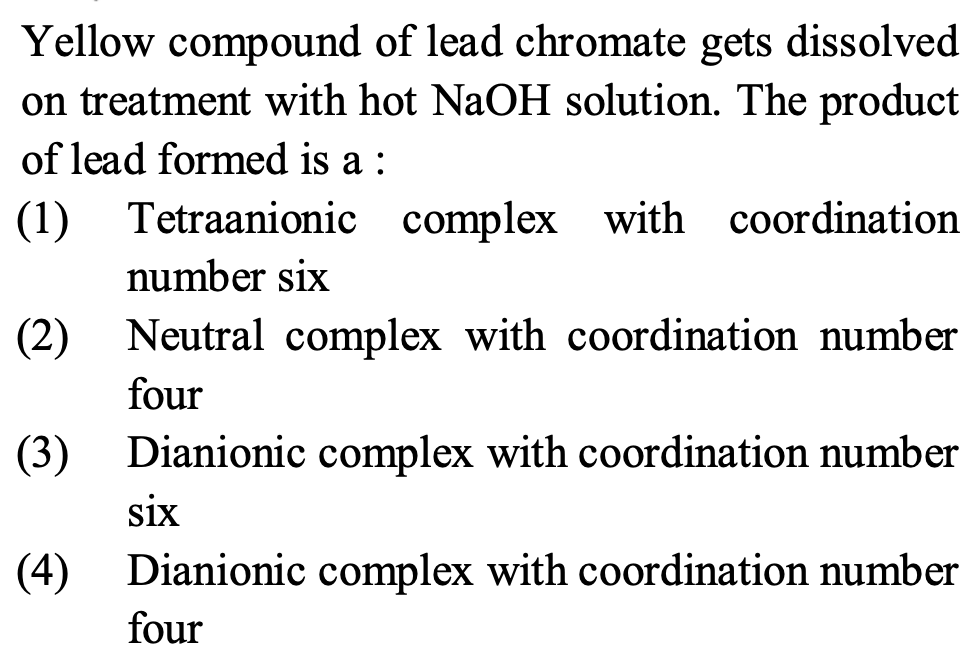 Yellow compound of lead chromate gets dissolved
on treatment with hot NaOH solution. The product
of lead formed is a :
(1) Tetraanionic complex with coordination
number six
(2) Neutral complex with coordination number
four
(3) Dianionic complex with coordination number
six
(4) Dianionic complex with coordination number
four